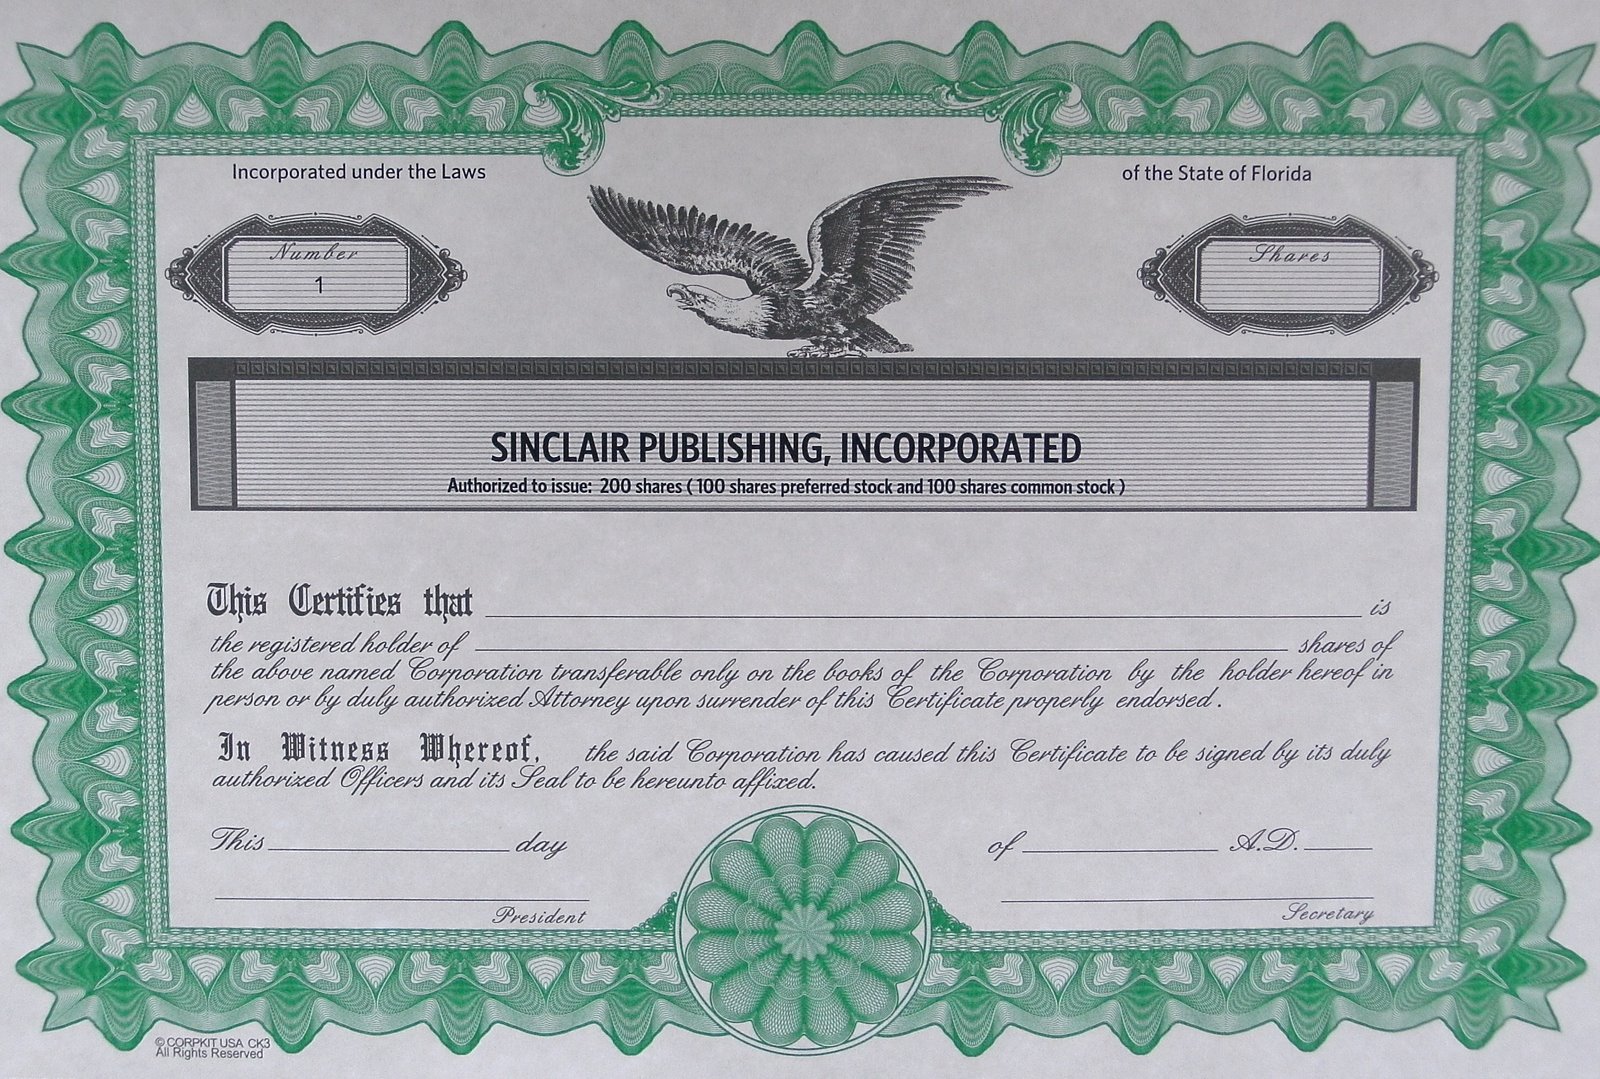 Incorporated under the Laws of the State of Florida
Number
1
Shares
SINCLAIR PUBLISHING, INCORPORATED
Authorized to issue: 200 shares ( 100 shares preferred stock and 100 shares common stock )
This Certifies that is
the registered holder of shares of
the above named Corporation transferable only on the books of the Corporation by the holder hereof in
person or by duly authorized Attorney upon surrender of this Certificate properly endorsed.
In Witness Whereof, the said Corporation has caused this Certificate to be signed by its duly
authorized Officers and its Seal to be hereunto affixed.
This day of A.D.
President Secretary
© CORPKIT USA CK3
All Rights Reserved